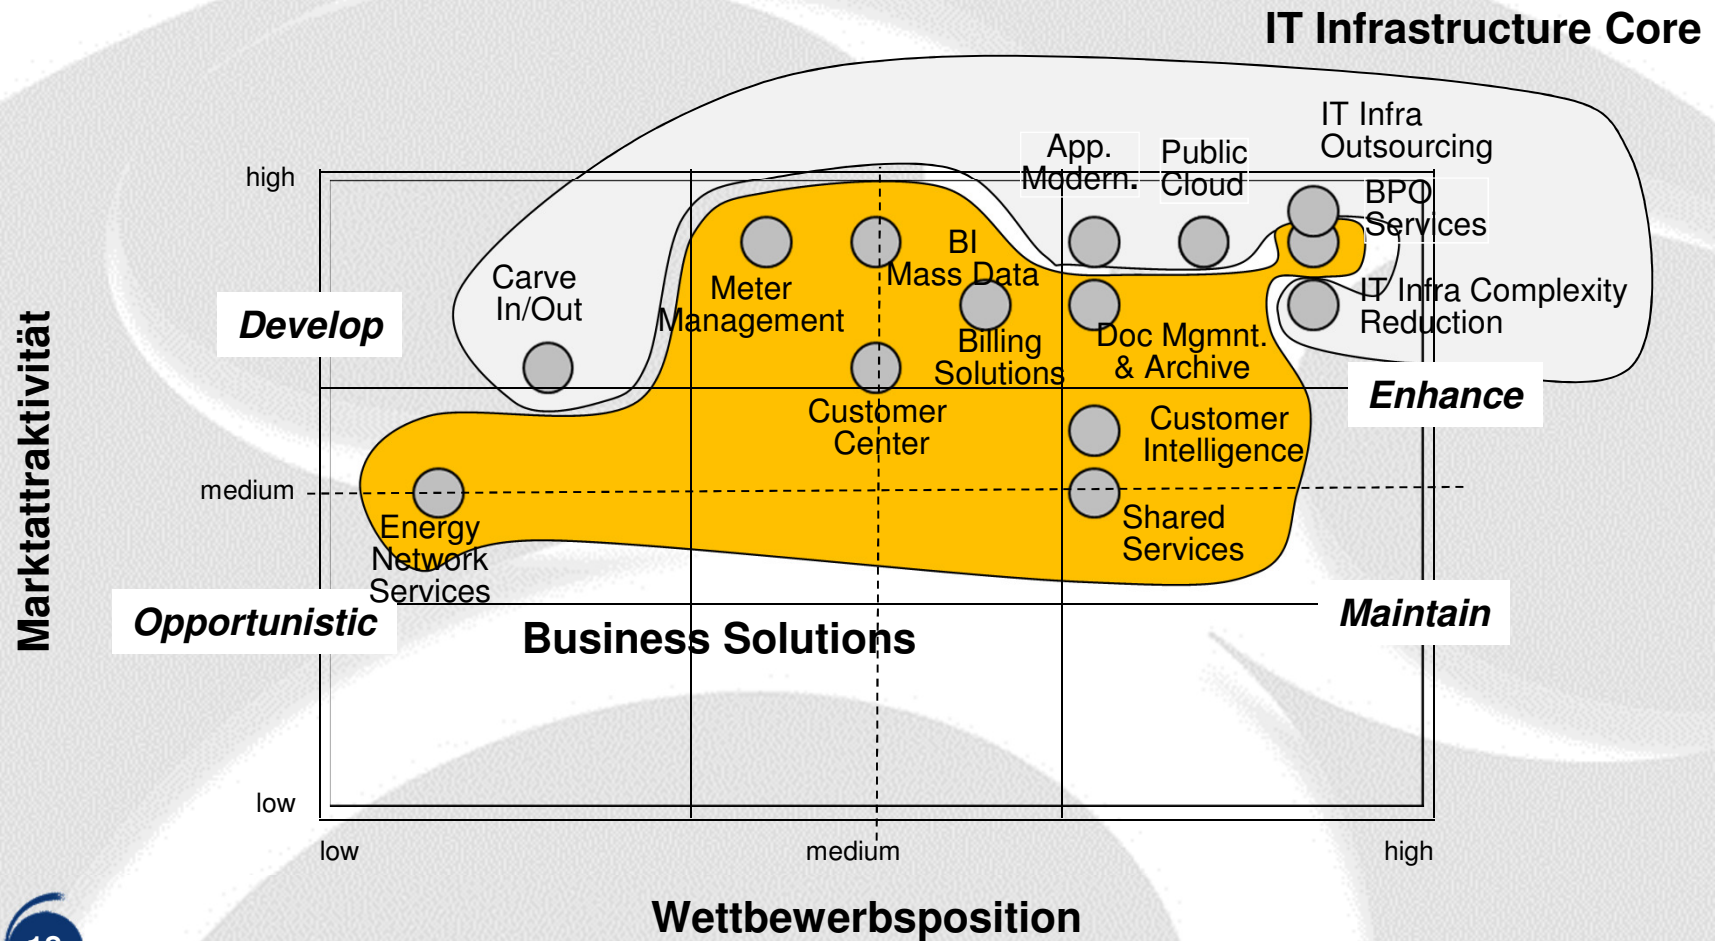 IT Infrastructure Core
IT Infra
Outsourcing
App.
Modern.
Public
Cloud
high
BPO
Services
BI
Mass Data
Carve
In/Out
Meter
Management
IT Infra Complexity
Reduction
Develop
Billing
Solutions
Doc Mgmnt.
& Archive
Enhance
Customer
Center
Customer
Intelligence
Marktattraktivität
medium
Energy
Network
Services
Shared
Services
Opportunistic
Maintain
Business Solutions
low
low
medium
high
Wettbewerbsposition